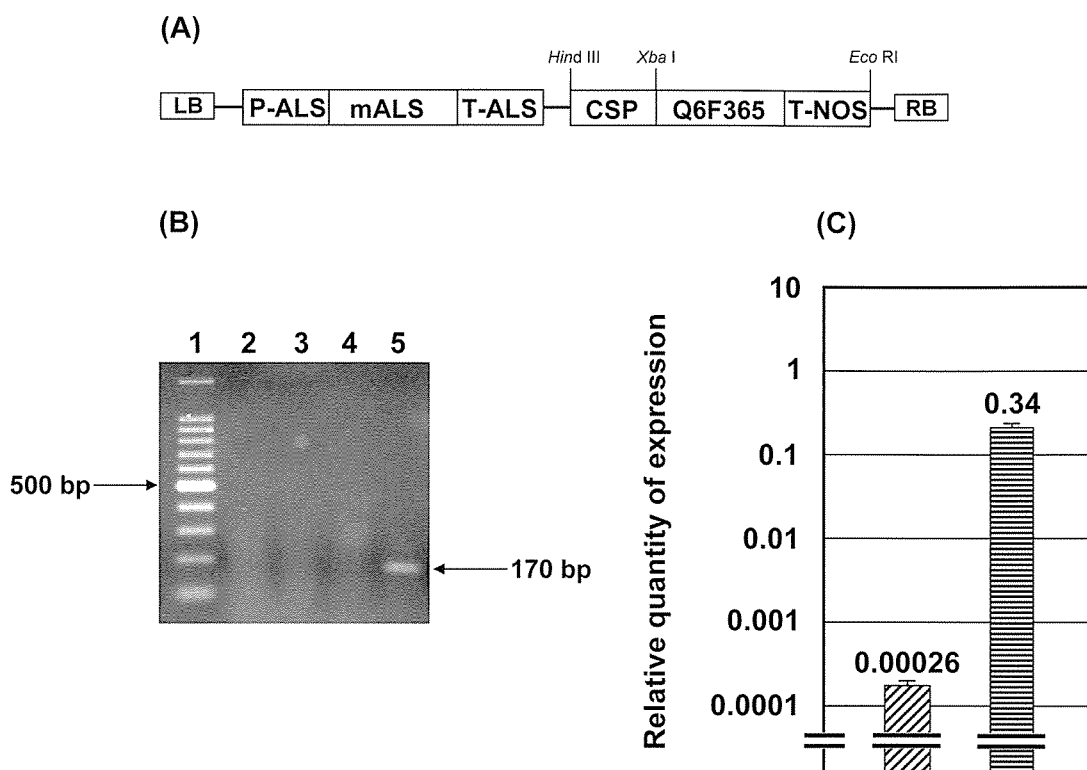 (A)
Hind III Xba I Eco RI
LB P-ALS mALS T-ALS CSP Q6F365 T-NOS RB
(B)
1 2 3 4 5
500 bp
170 bp
(C)
Relative quantity of expression
10
1
0.1
0.01
0.001
0.0001
0.00026
0.34